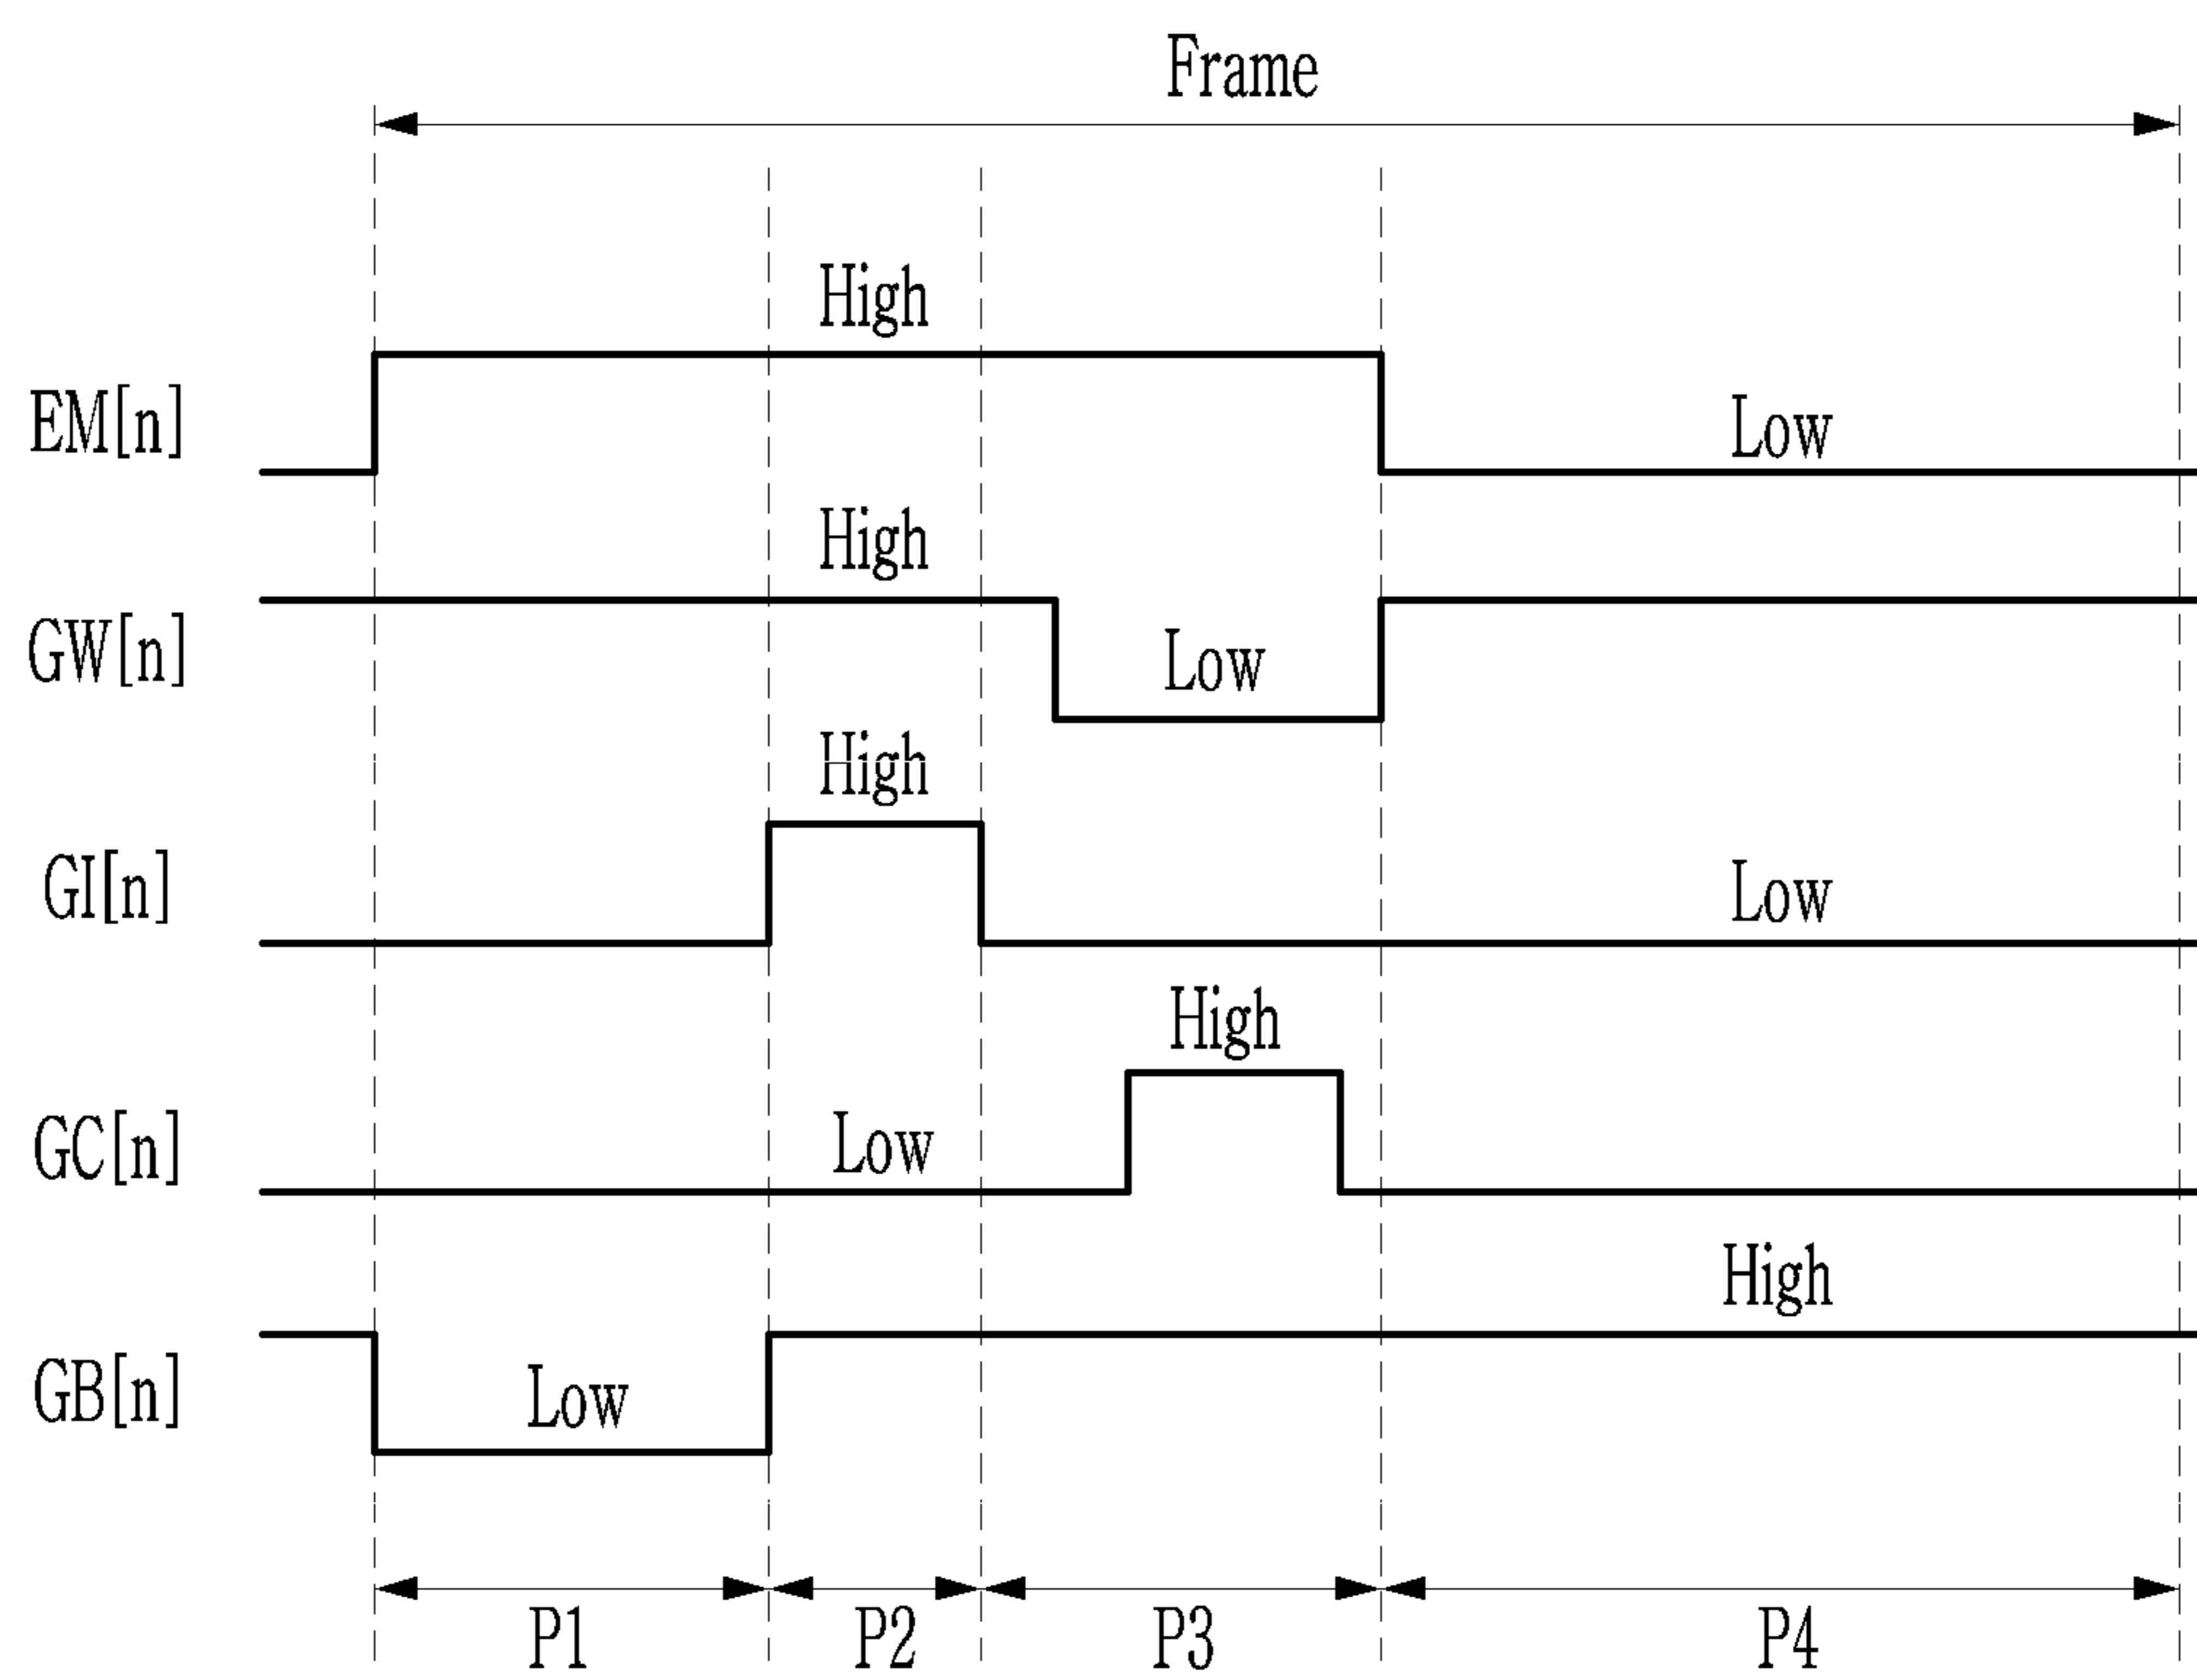 Frame
High
EM[n]
Low
High
GW[n]
Low
High
GI[n]
Low
High
GC[n]
Low
High
GB[n]
Low
P1
P2
P3
P4